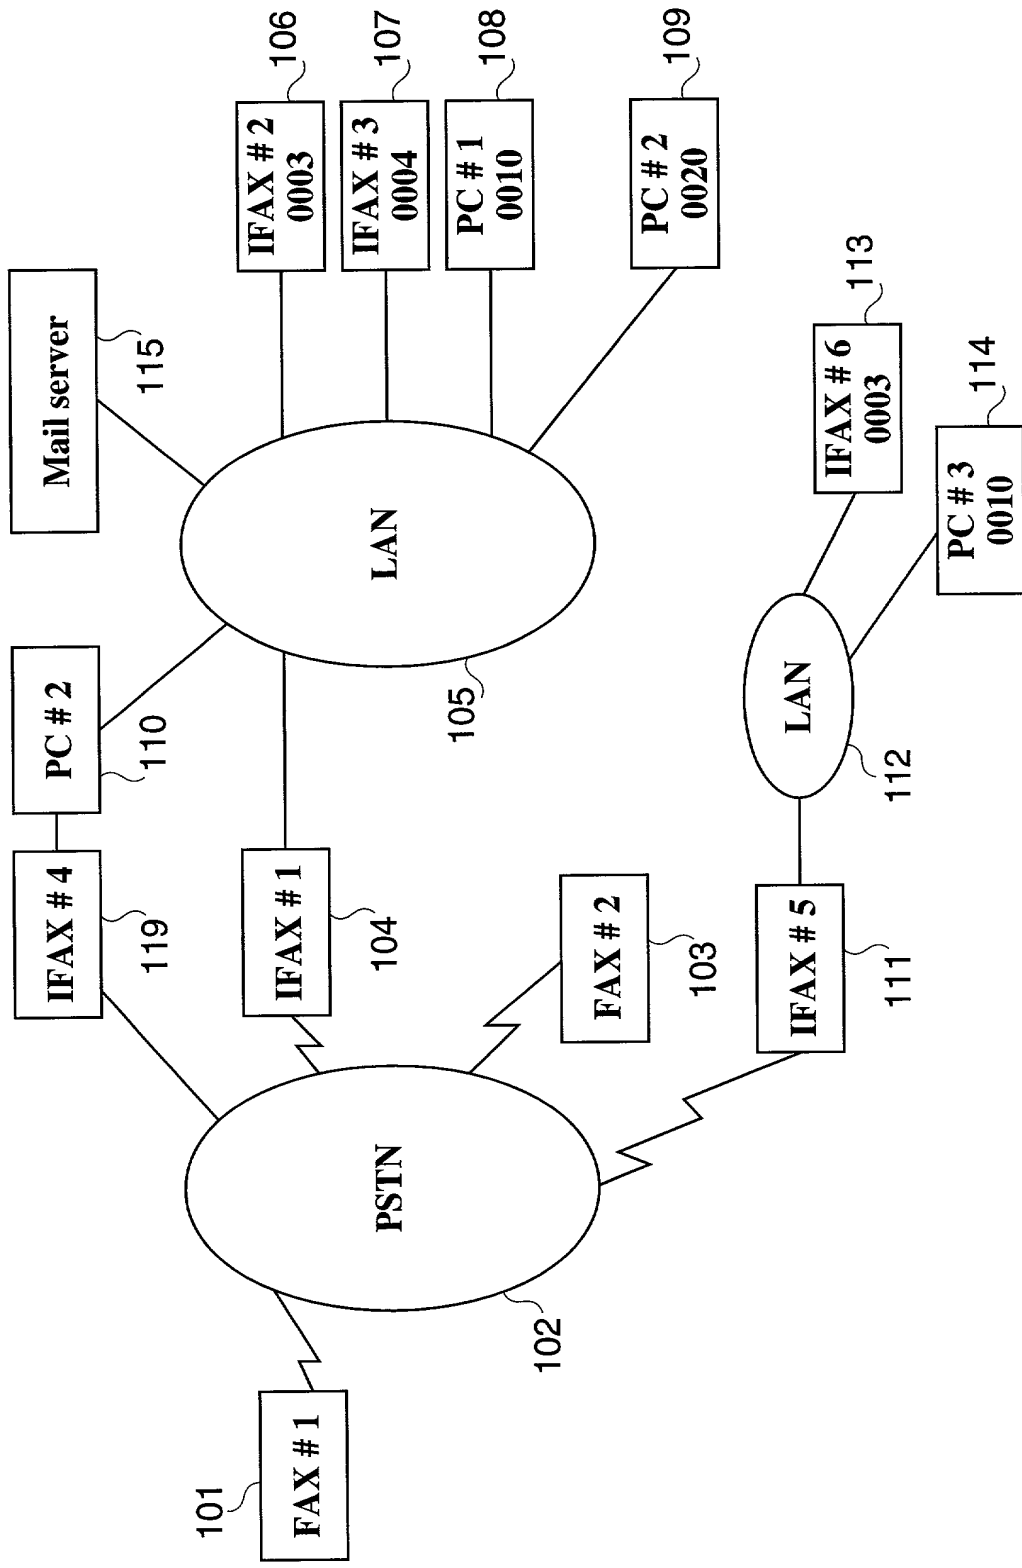 Mail server
115
PC # 2
110
IFAX # 4
119
IFAX # 2
0003
106
IFAX # 3
0004
107
PC # 1
0010
108
PC # 2
0020
109
LAN
105
IFAX # 1
104
FAX # 1
101
PSTN
102
FAX # 2
103
IFAX # 5
111
LAN
112
IFAX # 6
0003
113
PC # 3
0010
114